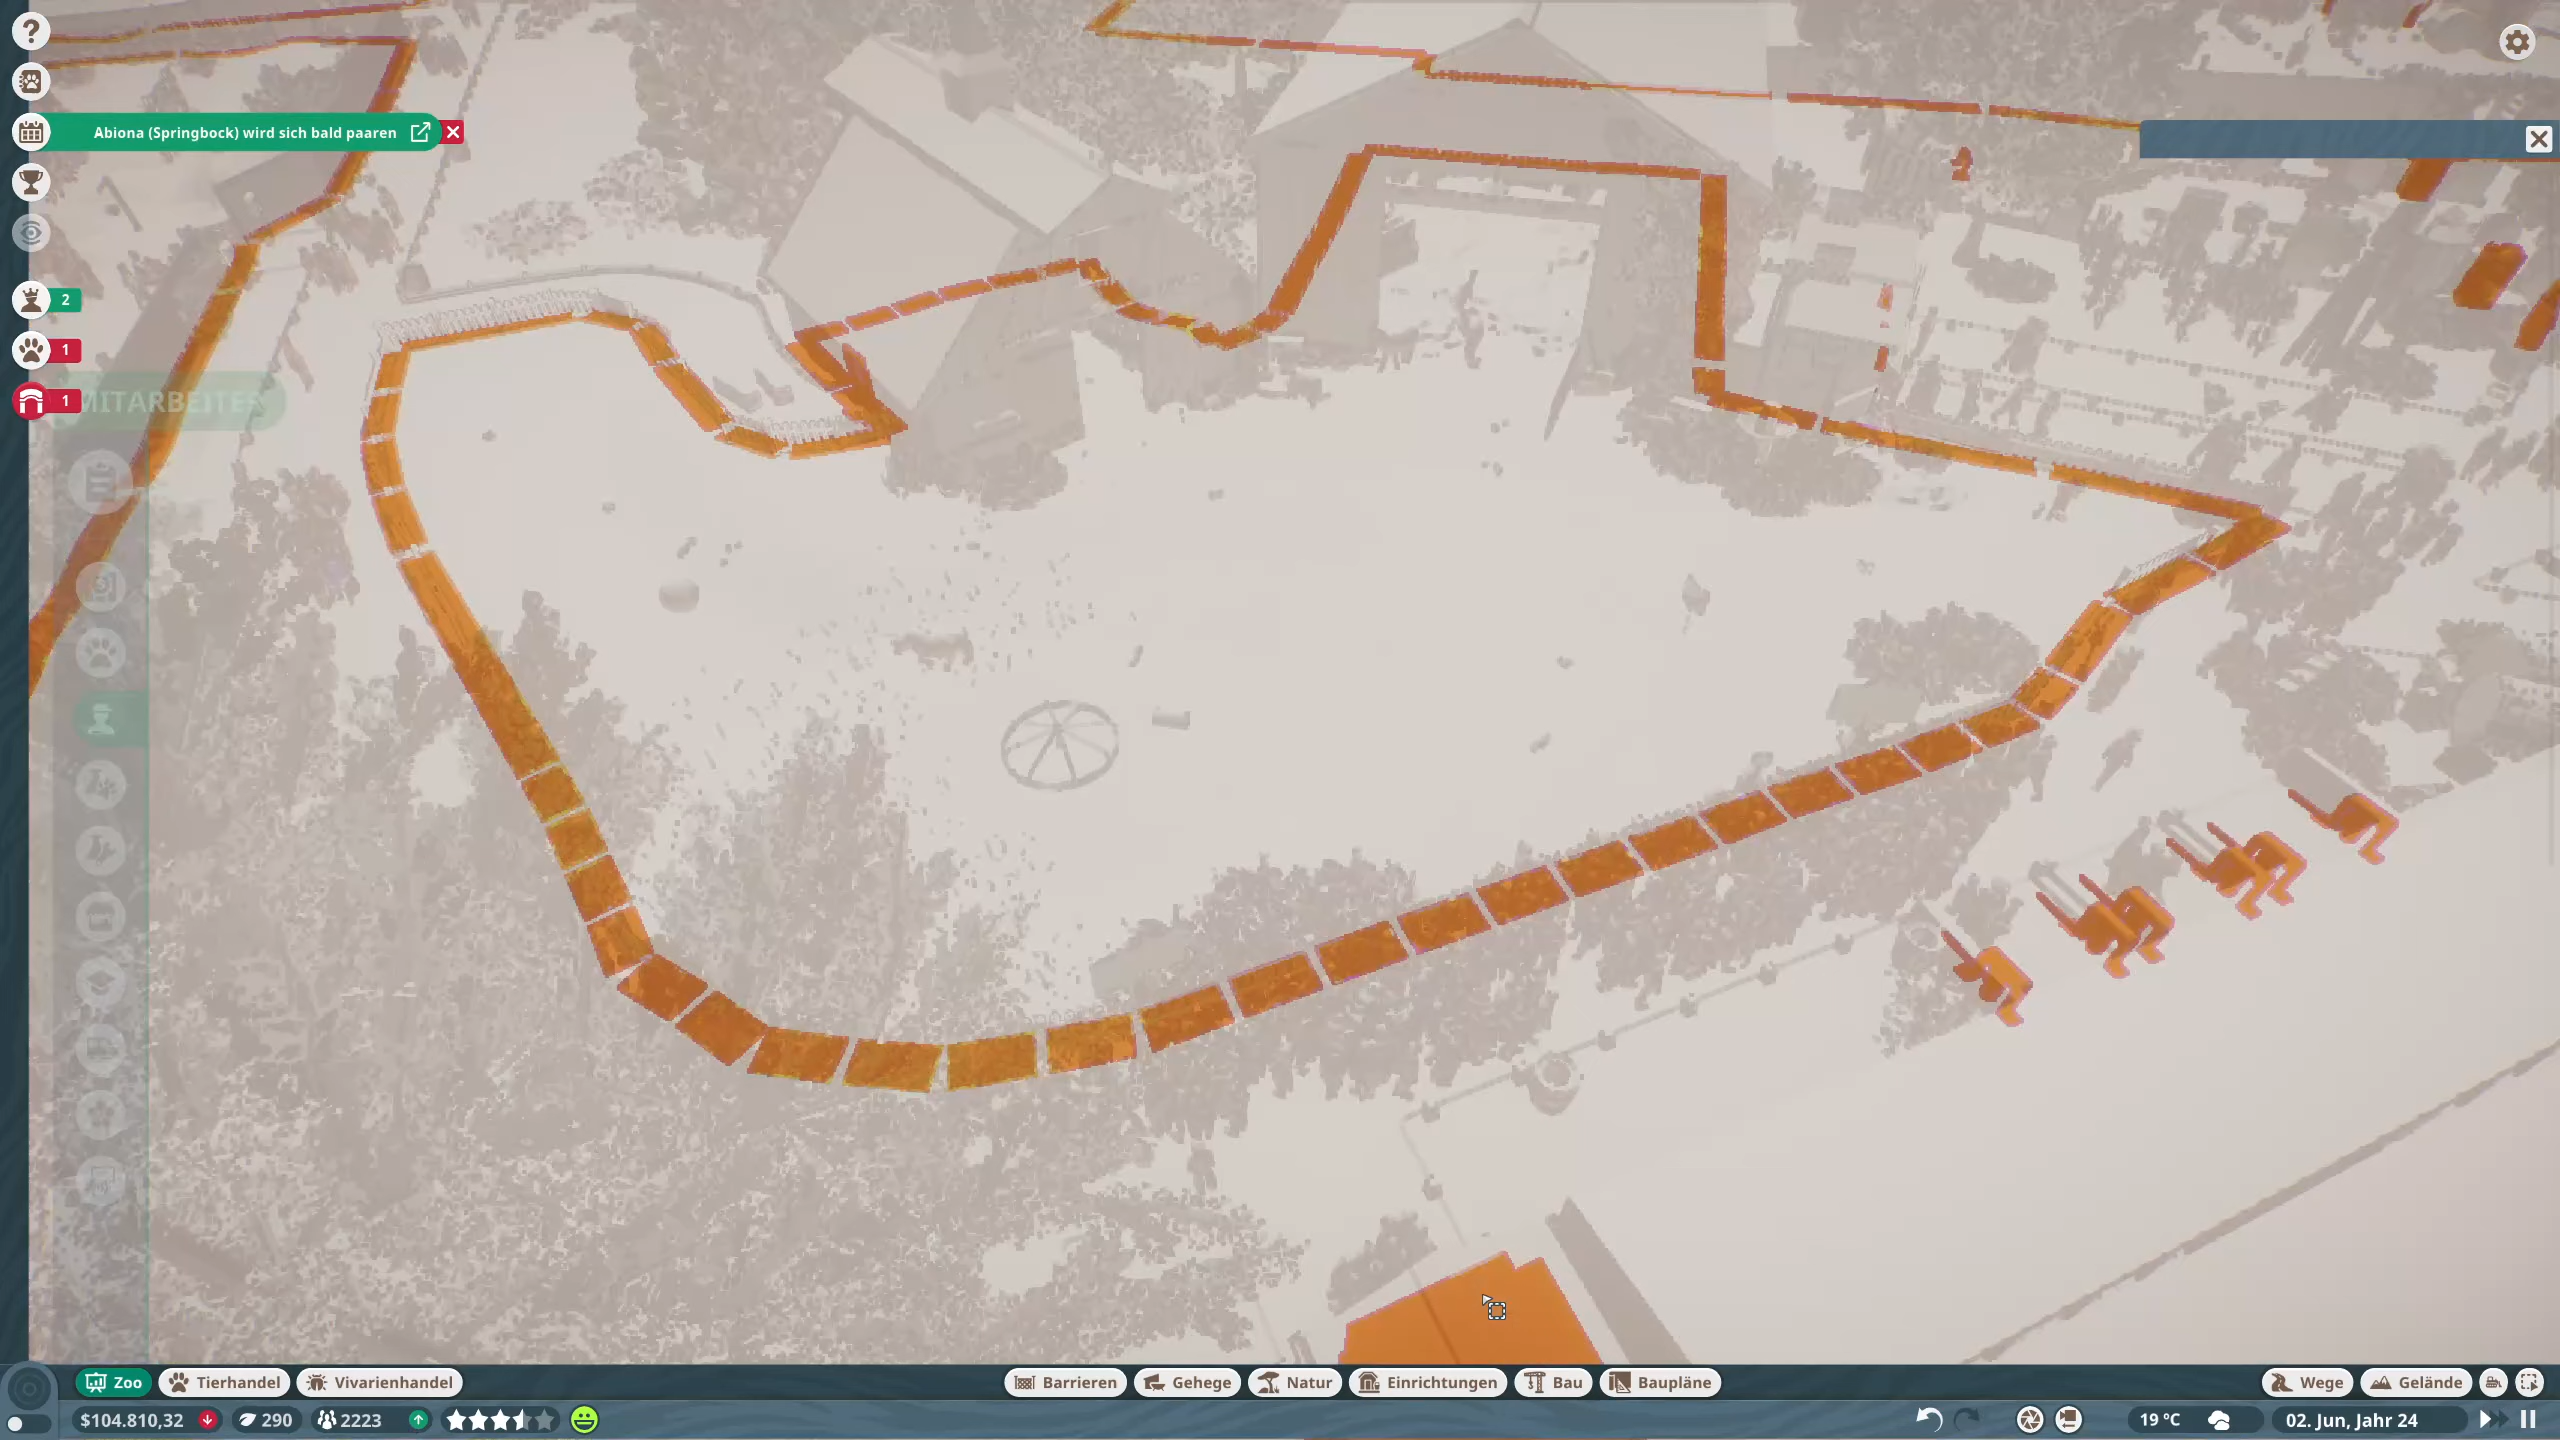 ?
Abiona (Springbock) wird sich bald paaren
2
1
1
MITARBEITER
Zoo
Tierhandel
Vivarienhandel
Barrieren
Gehege
Natur
Einrichtungen
Bau
Baupläne
Wege
Gelände
$104.810,32
290
2223
19 °C
02. Jun, Jahr 24